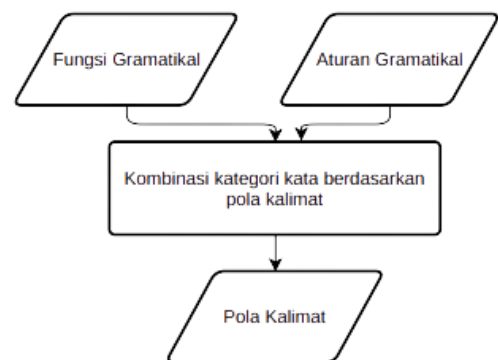 Fungsi Gramatikal
Aturan Gramatikal
Kombinasi kategori kata berdasarkan
pola kalimat
Pola Kalimat